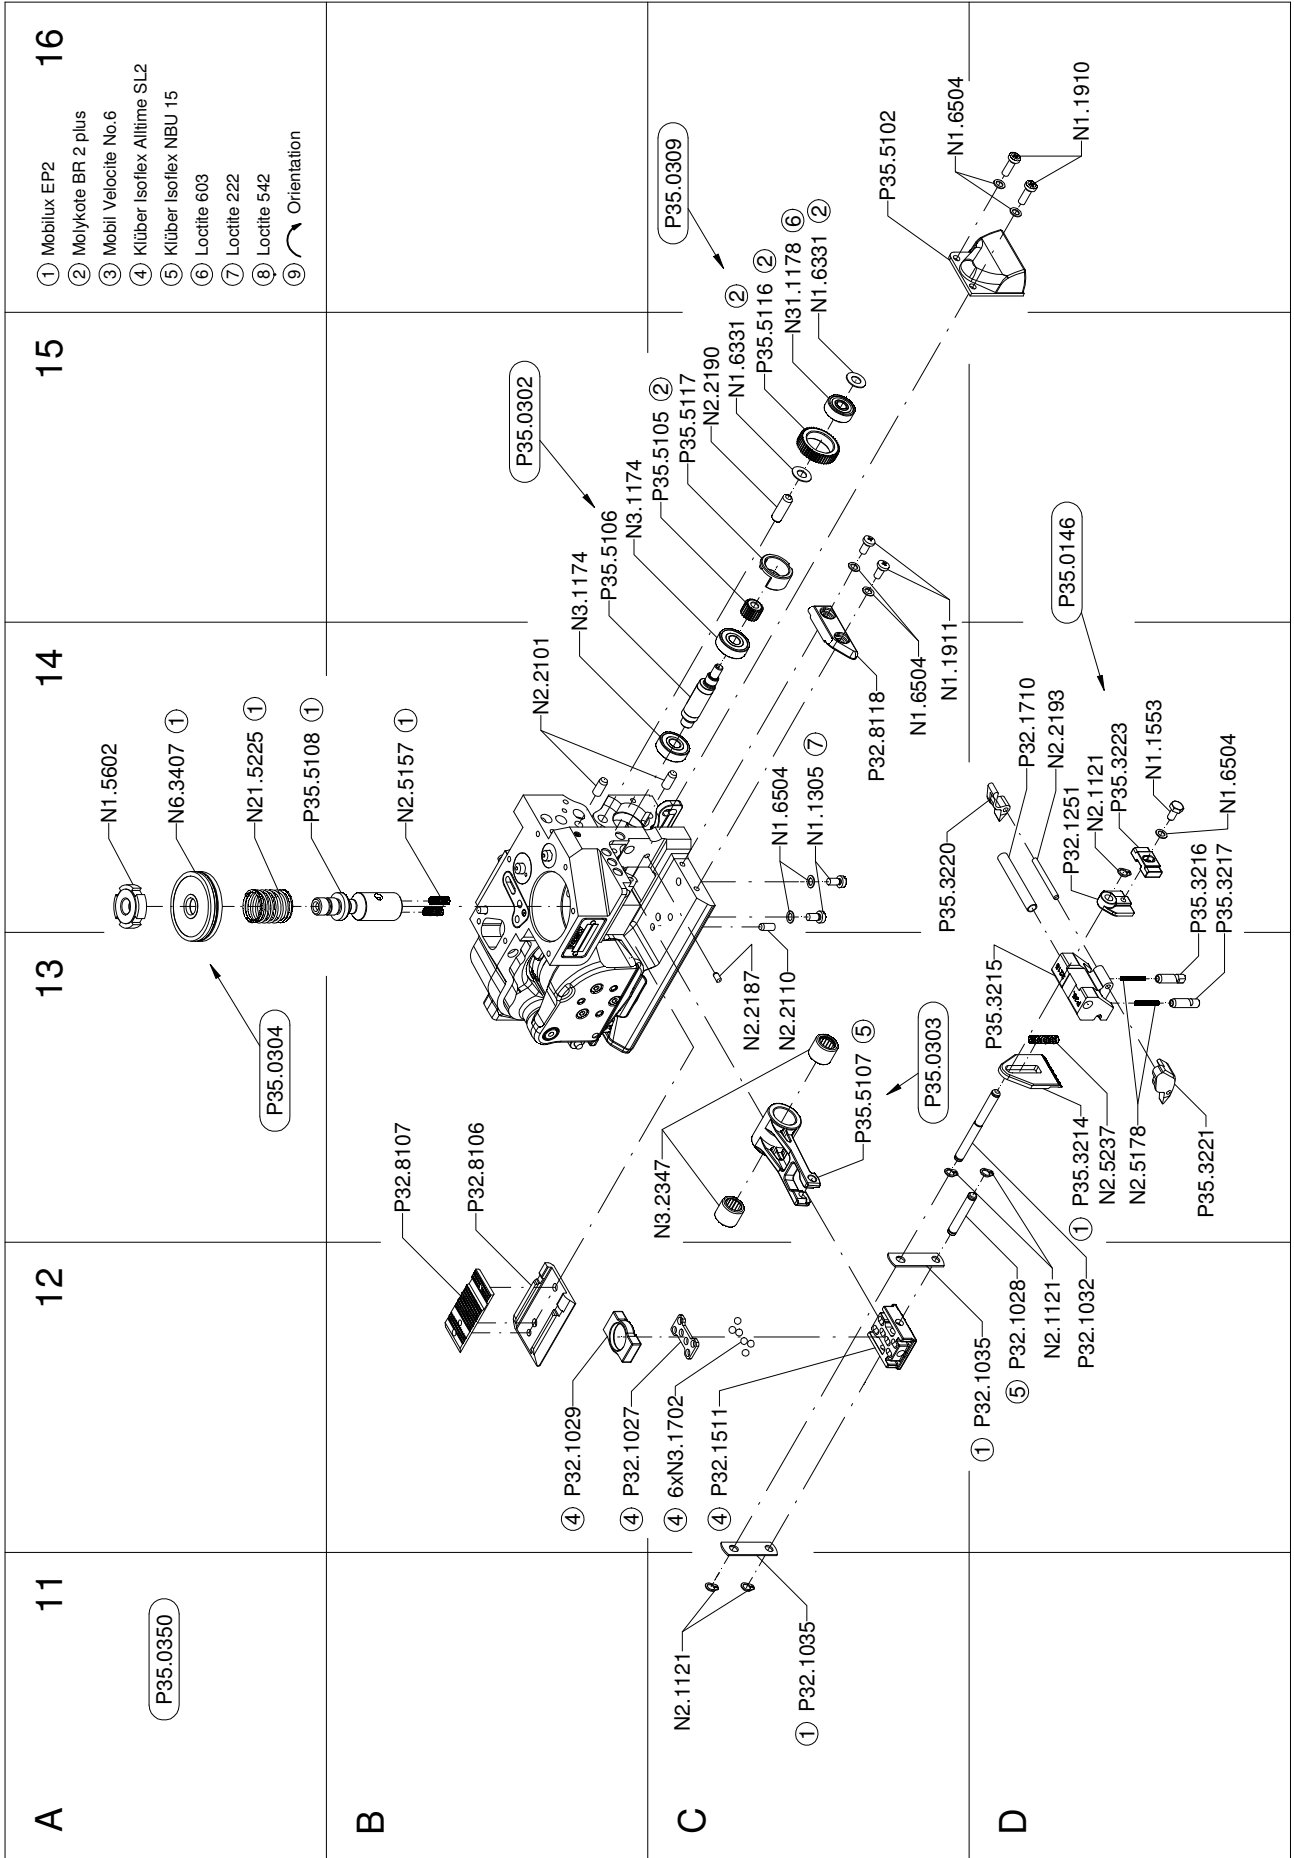 A
B
C
D
11
12
13
14
15
16
P35.0350
① Mobilux EP2
② Molykote BR 2 plus
③ Mobil Velocite No.6
④ Klüber Isoflex Alltime SL2
⑤ Klüber Isoflex NBU 15
⑥ Loctite 603
⑦ Loctite 222
⑧ Loctite 542
⑨ Orientation
P35.0304
N1.5602
N6.3407 ①
N21.5225 ①
P35.5108 ①
N2.5157 ①
P32.8107
P32.8106
N2.2101
N3.1174
P35.5106
N3.1174
P35.0302
P35.5105 ②
P35.5117
N2.2190
N1.6331 ②
P35.5116 ②
N31.1178 ⑥
N1.6331 ②
P35.0309
P35.5102
N1.6504
N1.1910
④ P32.1029
④ P32.1027
④ 6xN3.1702
④ P32.1511
N3.2347
N2.2187
N2.2110
P35.5107 ⑤
P35.0303
N1.6504
N1.1305 ⑦
P32.8118
N1.6504
N1.1911
N2.1121
① P32.1035
① P32.1035
⑤ P32.1028
N2.1121
P32.1032
① P35.3214
N2.5237
N2.5178
P35.3221
P35.3215
P35.3220
P32.1710
N2.2193
P32.1251
N2.1121
P35.3223
N1.1553
N1.6504
P35.3216
P35.3217
P35.0146